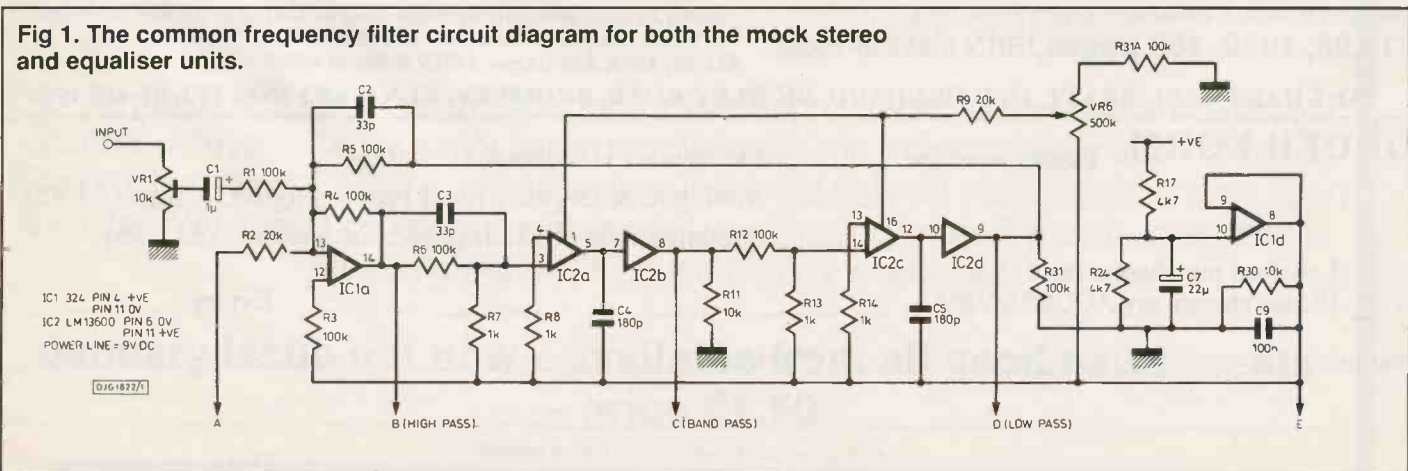 Fig 1. The common frequency filter circuit diagram for both the mock stereo
and equaliser units.
R31A 100k
C2
33p
R9 20k
VR6
500k
INPUT
+VE
R5 100k
VR1
10k
C1
1µ
R1 100k
R17
4k7
R4 100k
C3
33p
9
8
10
IC1d
R2 20k
13
14
12
IC1a
R6 100k
4
5
3
IC2a
7
8
IC2b
R12 100k
13
16
14
12
IC2c
10
9
IC2d
R24
4k7
+
C7
22µ
R30 10k
IC1 324 PIN 4 +VE
PIN 11 0V
IC2 LM13600 PIN 6 0V
PIN 11 +VE
POWER LINE = 9V DC
R3
100k
R7
1k
R8
1k
C4
180p
R11
10k
R13
1k
R14
1k
C5
180p
R31
100k
C9
100n
DJG1822/1
A
B (HIGH PASS)
C (BAND PASS)
D (LOW PASS)
E